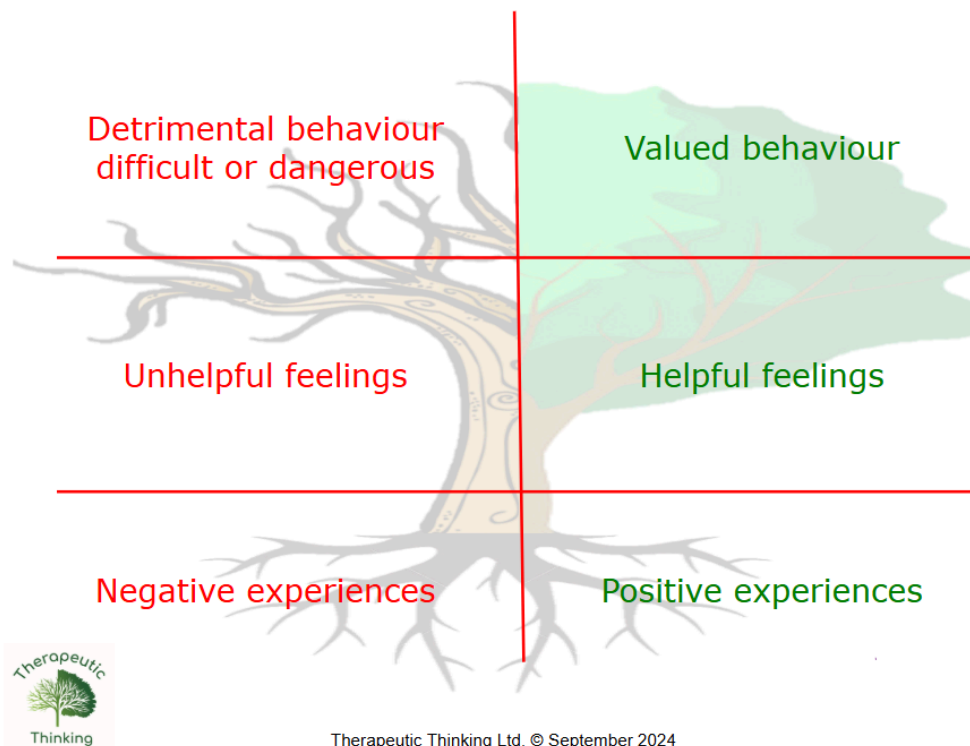 Detrimental behaviour
difficult or dangerous
Valued behaviour
Unhelpful feelings
Helpful feelings
Negative experiences
Positive experiences
Therapeutic
Thinking
Therapeutic Thinking Ltd. © September 2024